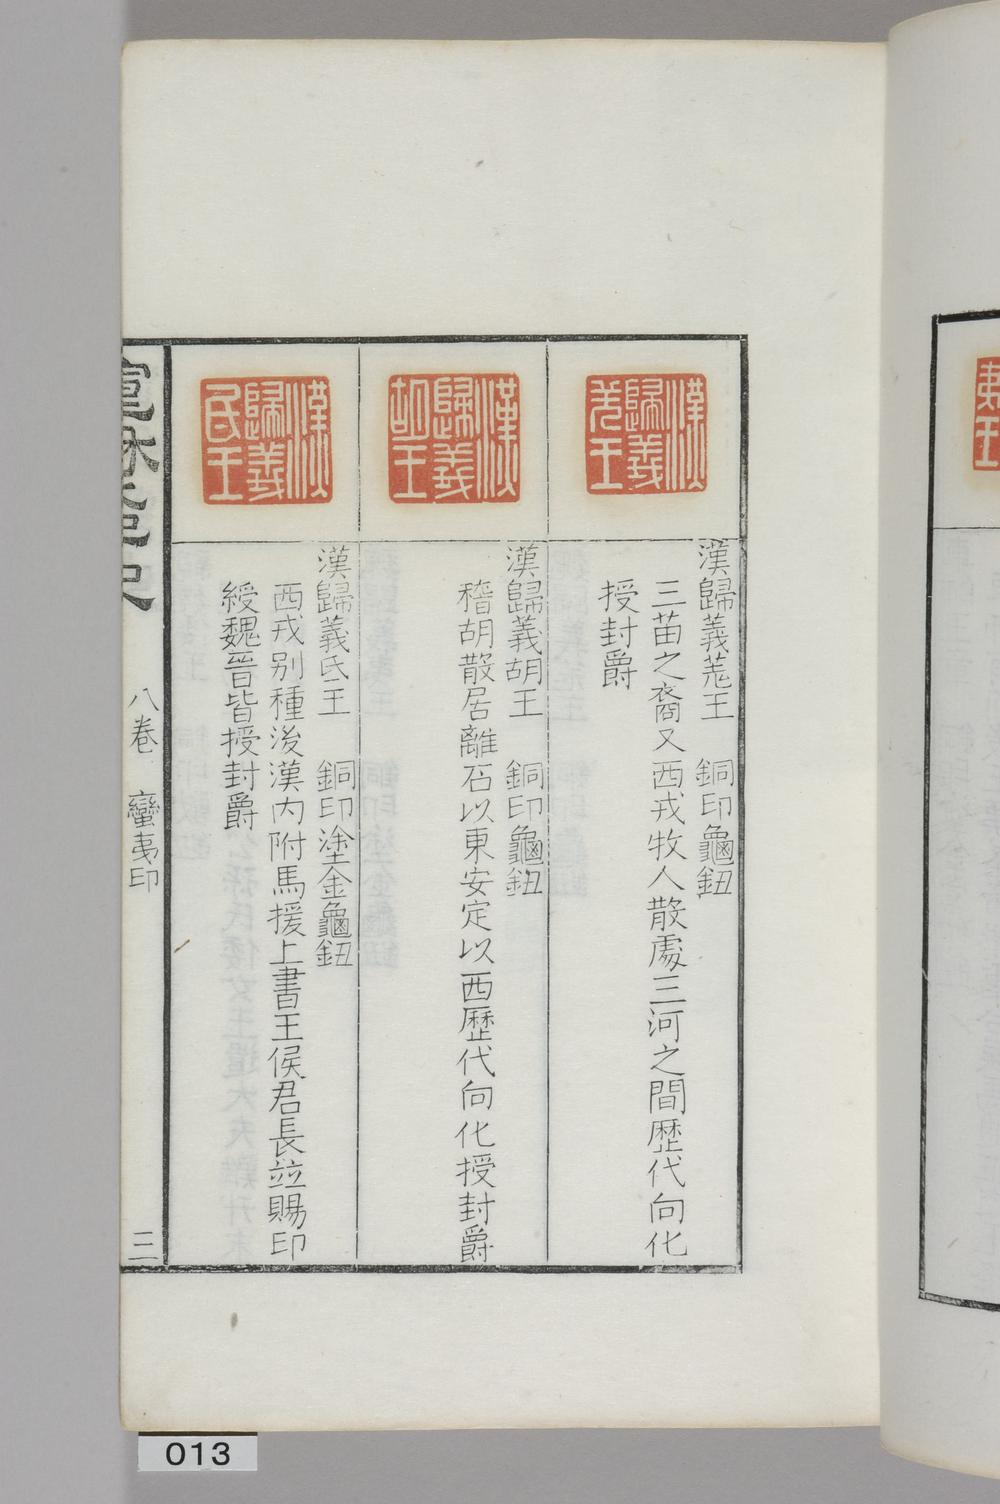 夷王
漢歸義羌王
漢歸義羌王　銅印龜鈕
三苗之裔又西戎牧人散處三河之間歷代向化
授封爵
漢歸義胡王
漢歸義胡王　銅印龜鈕
稽胡散居離石以東安定以西歷代向化授封爵
漢歸義氐王
漢歸義氐王　銅印塗金龜鈕
西戎別種後漢內附馬援上書王侯君長竝賜印
綬魏晉皆授封爵
八卷　蠻夷印
三
013